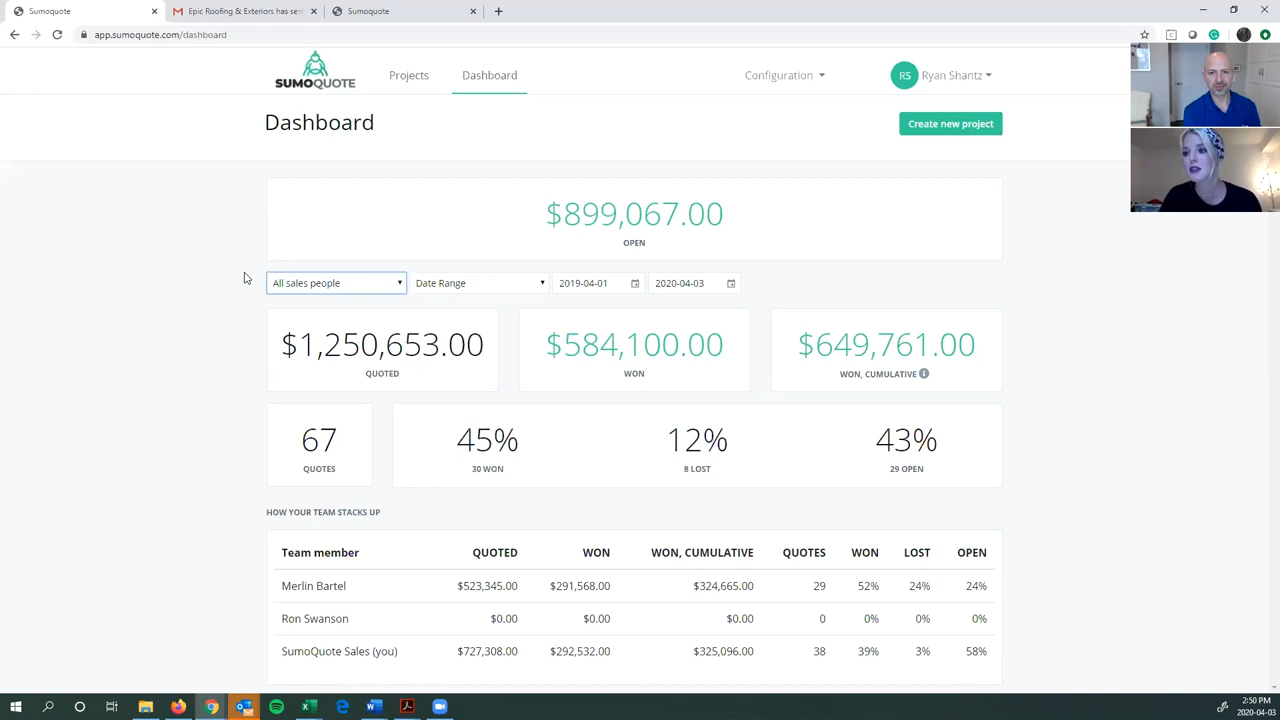 Sumoquote
Epic Roofing & Exteriors has sen
Sumoquote
app.sumoquote.com/dashboard
SUMOQUOTE
Projects
Dashboard
Configuration
RS
Ryan Shantz
Dashboard
Create new project
$899,067.00
OPEN
All sales people
Date Range
2019-04-01
2020-04-03
$1,250,653.00
QUOTED
$584,100.00
WON
$649,761.00
WON, CUMULATIVE
67
QUOTES
45%
30 WON
12%
8 LOST
43%
29 OPEN
HOW YOUR TEAM STACKS UP
Team member QUOTED WON WON, CUMULATIVE QUOTES WON LOST OPEN
Merlin Bartel $523,345.00 $291,568.00 $324,665.00 29 52% 24% 24%
Ron Swanson $0.00 $0.00 $0.00 0 0% 0% 0%
SumoQuote Sales (you) $727,308.00 $292,532.00 $325,096.00 38 39% 3% 58%
2:50 PM
2020-04-03